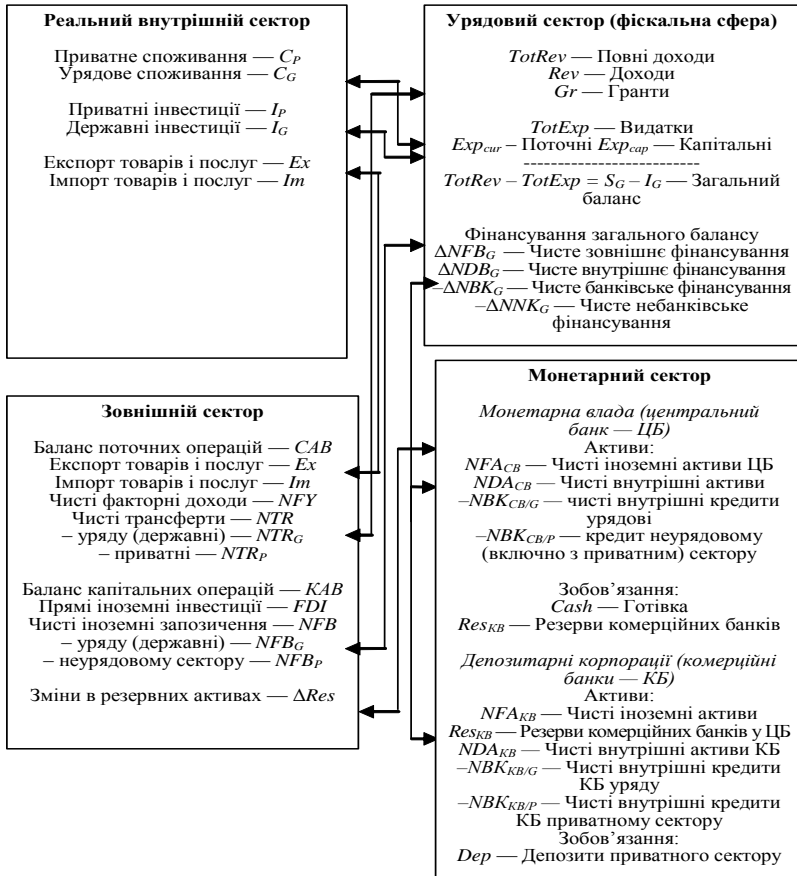 Реальний внутрішній сектор
Приватне споживання — C_P
Урядове споживання — C_G
Приватні інвестиції — I_P
Державні інвестиції — I_G
Експорт товарів і послуг — Ex
Імпорт товарів і послуг — Im
Урядовий сектор (фіскальна сфера)
TotRev — Повні доходи
Rev — Доходи
Gr — Гранти
TotExp — Видатки
Exp_cur – Поточні Exp_cap — Капітальні
-------------------------
TotRev – TotExp = S_G – I_G — Загальний
баланс
Фінансування загального балансу
ΔNFB_G — Чисте зовнішнє фінансування
ΔNDB_G — Чисте внутрішнє фінансування
–ΔNBK_G — Чисте банківське фінансування
–ΔNNK_G — Чисте небанківське
фінансування
Зовнішній сектор
Баланс поточних операцій — CAB
Експорт товарів і послуг — Ex
Імпорт товарів і послуг — Im
Чисті факторні доходи — NFY
Чисті трансферти — NTR
– уряду (державні) — NTR_G
– приватні — NTR_P
Баланс капітальних операцій — KAB
Прямі іноземні інвестиції — FDI
Чисті іноземні запозичення — NFB
– уряду (державні) — NFB_G
– неурядовому сектору — NFB_P
Зміни в резервних активах — ΔRes
Монетарний сектор
Монетарна влада (центральний
банк — ЦБ)
Активи:
NFA_CB — Чисті іноземні активи ЦБ
NDA_CB — Чисті внутрішні активи
–NBK_CB/G — чисті внутрішні кредити
урядові
–NBK_CB/P — кредит неурядовому
(включно з приватним) сектору
Зобов’язання:
Cash — Готівка
Res_KB — Резерви комерційних банків
Депозитарні корпорації (комерційні
банки — КБ)
Активи:
NFA_KB — Чисті іноземні активи
Res_KB — Резерви комерційних банків у ЦБ
NDA_KB — Чисті внутрішні активи КБ
–NBK_KB/G — Чисті внутрішні кредити
КБ уряду
–NBK_KB/P — Чисті внутрішні кредити
КБ приватному сектору
Зобов’язання:
Dep — Депозити приватного сектору